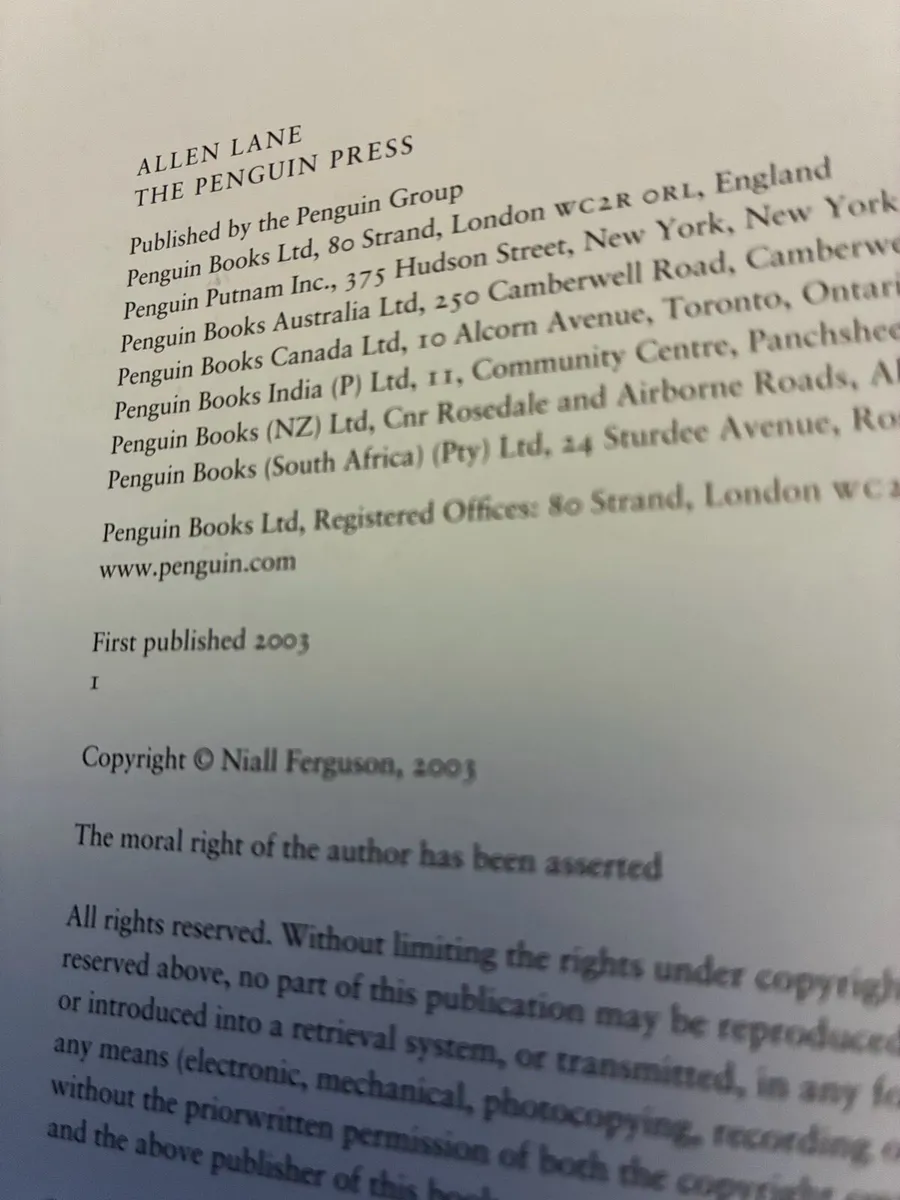 ALLEN LANE
THE PENGUIN PRESS
Published by the Penguin Group
Penguin Books Ltd, 80 Strand, London WC2R 0RL, England
Penguin Putnam Inc., 375 Hudson Street, New York, New York
Penguin Books Australia Ltd, 250 Camberwell Road, Camberwe
Penguin Books Canada Ltd, 10 Alcorn Avenue, Toronto, Ontari
Penguin Books India (P) Ltd, 11, Community Centre, Panchshee
Penguin Books (NZ) Ltd, Cnr Rosedale and Airborne Roads, Al
Penguin Books (South Africa) (Pty) Ltd, 24 Sturdee Avenue, Ro
Penguin Books Ltd, Registered Offices: 80 Strand, London WC2
www.penguin.com
First published 2003
1
Copyright © Niall Ferguson, 2003
The moral right of the author has been asserted
All rights reserved. Without limiting the rights under copyrigh
reserved above, no part of this publication may be reproduced
or introduced into a retrieval system, or transmitted, in any fo
any means (electronic, mechanical, photocopying, recording o
without the priorwritten permission of both the copyright
and the above publisher of this book